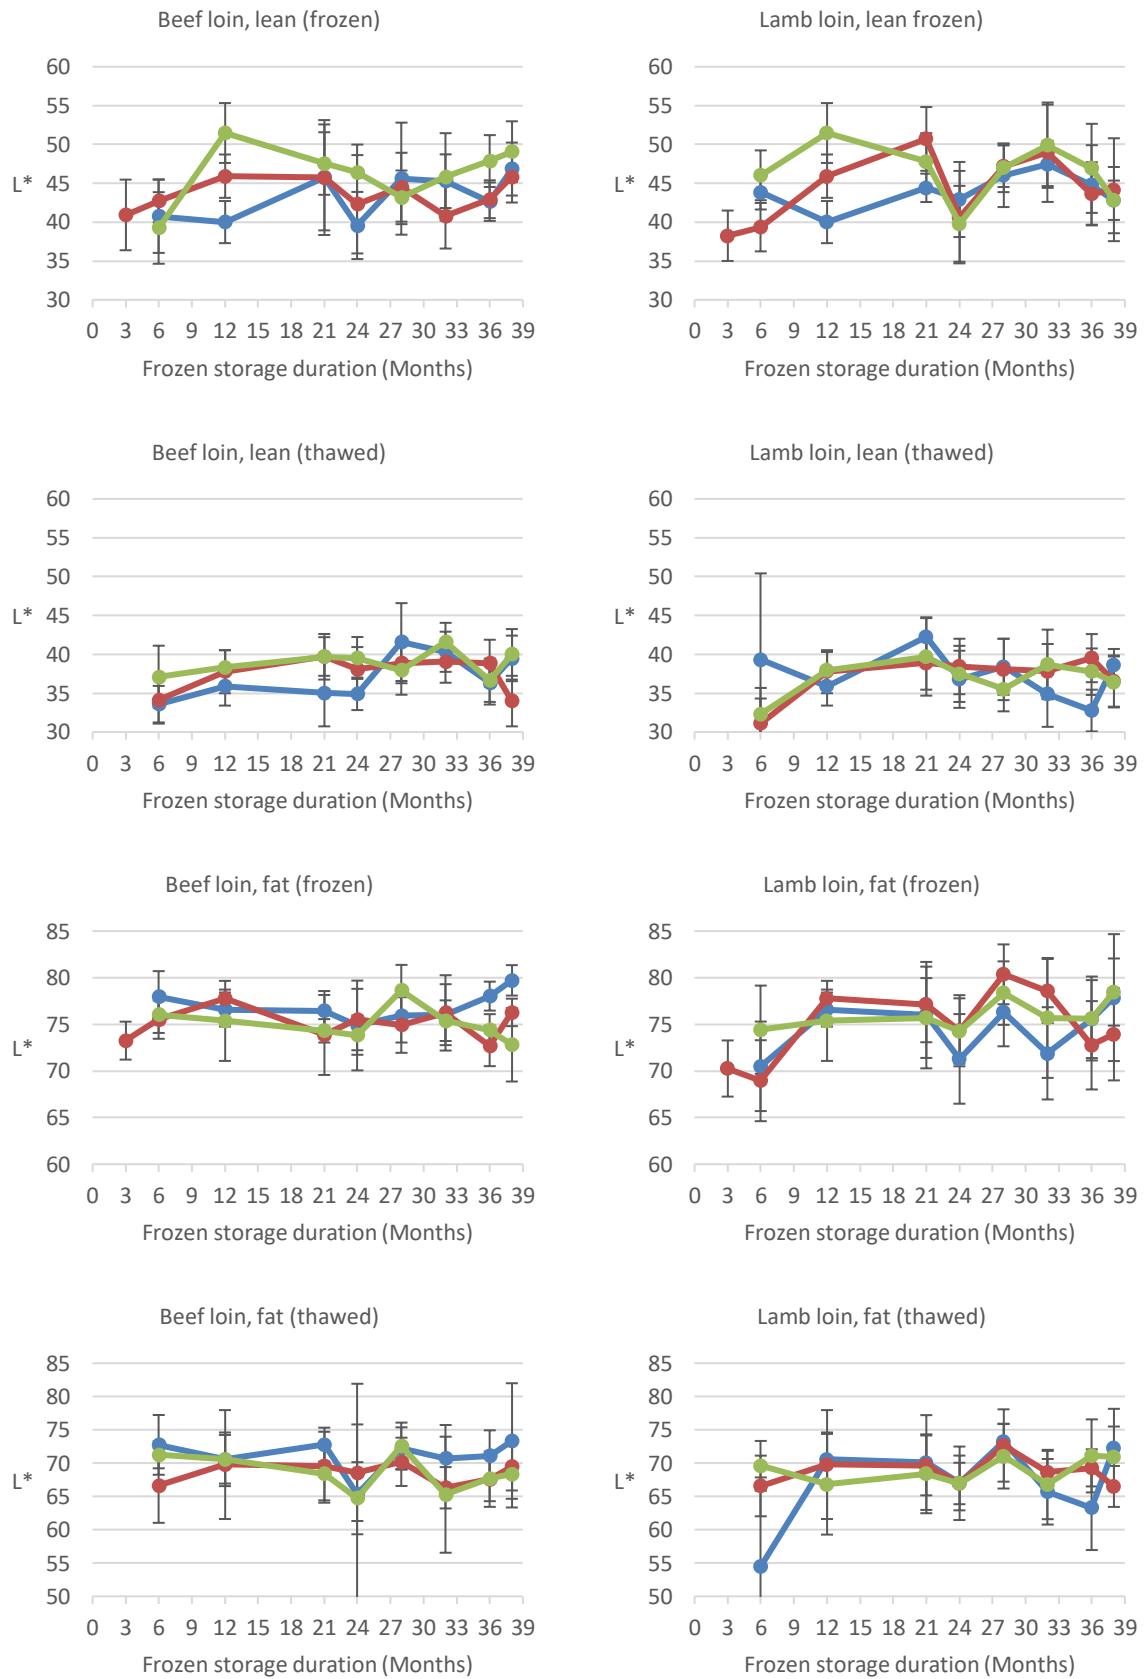 Beef loin, lean (frozen)
60
55
50
45
40
35
30
L*
0 3 6 9 12 15 18 21 24 27 30 33 36 39
Frozen storage duration (Months)
Lamb loin, lean frozen)
60
55
50
45
40
35
30
L*
0 3 6 9 12 15 18 21 24 27 30 33 36 39
Frozen storage duration (Months)
Beef loin, lean (thawed)
60
55
50
45
40
35
30
L*
0 3 6 9 12 15 18 21 24 27 30 33 36 39
Frozen storage duration (Months)
Lamb loin, lean (thawed)
60
55
50
45
40
35
30
L*
0 3 6 9 12 15 18 21 24 27 30 33 36 39
Frozen storage duration (Months)
Beef loin, fat (frozen)
85
80
75
70
65
60
L*
0 3 6 9 12 15 18 21 24 27 30 33 36 39
Frozen storage duration (Months)
Lamb loin, fat (frozen)
85
80
75
70
65
60
L*
0 3 6 9 12 15 18 21 24 27 30 33 36 39
Frozen storage duration (Months)
Beef loin, fat (thawed)
85
80
75
70
65
60
55
50
L*
0 3 6 9 12 15 18 21 24 27 30 33 36 39
Frozen storage duration (Months)
Lamb loin, fat (thawed)
85
80
75
70
65
60
55
50
L*
0 3 6 9 12 15 18 21 24 27 30 33 36 39
Frozen storage duration (Months)